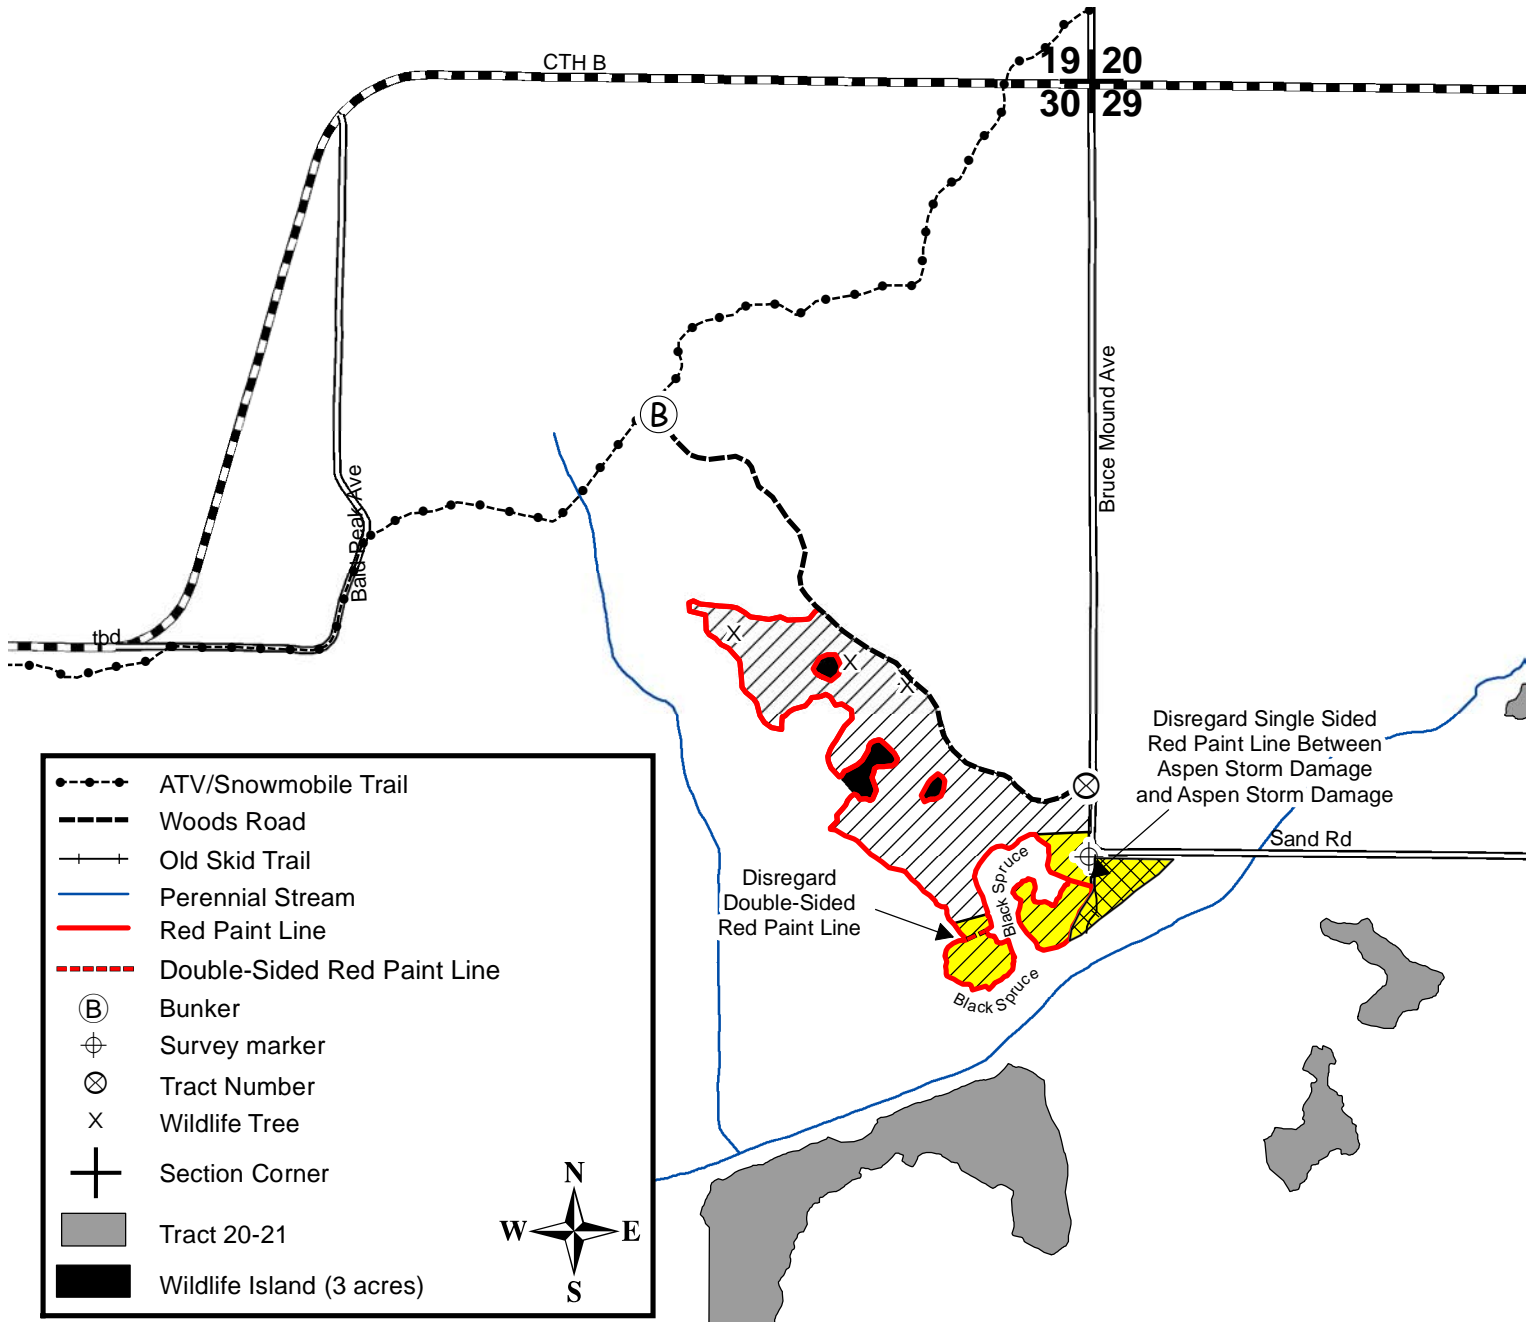 CTH B
19 20
30 29
B
Bruce Mound Ave
Bald Peak Ave
tbd
X
X
X
Disregard Single Sided
Red Paint Line Between
Aspen Storm Damage
and Aspen Storm Damage
Sand Rd
Black Spruce
Disregard
Double-Sided
Red Paint Line
Black Spruce
ATV/Snowmobile Trail
Woods Road
Old Skid Trail
Perennial Stream
Red Paint Line
Double-Sided Red Paint Line
B Bunker
Survey marker
Tract Number
X Wildlife Tree
Section Corner
Tract 20-21
Wildlife Island (3 acres)
N
W E
S